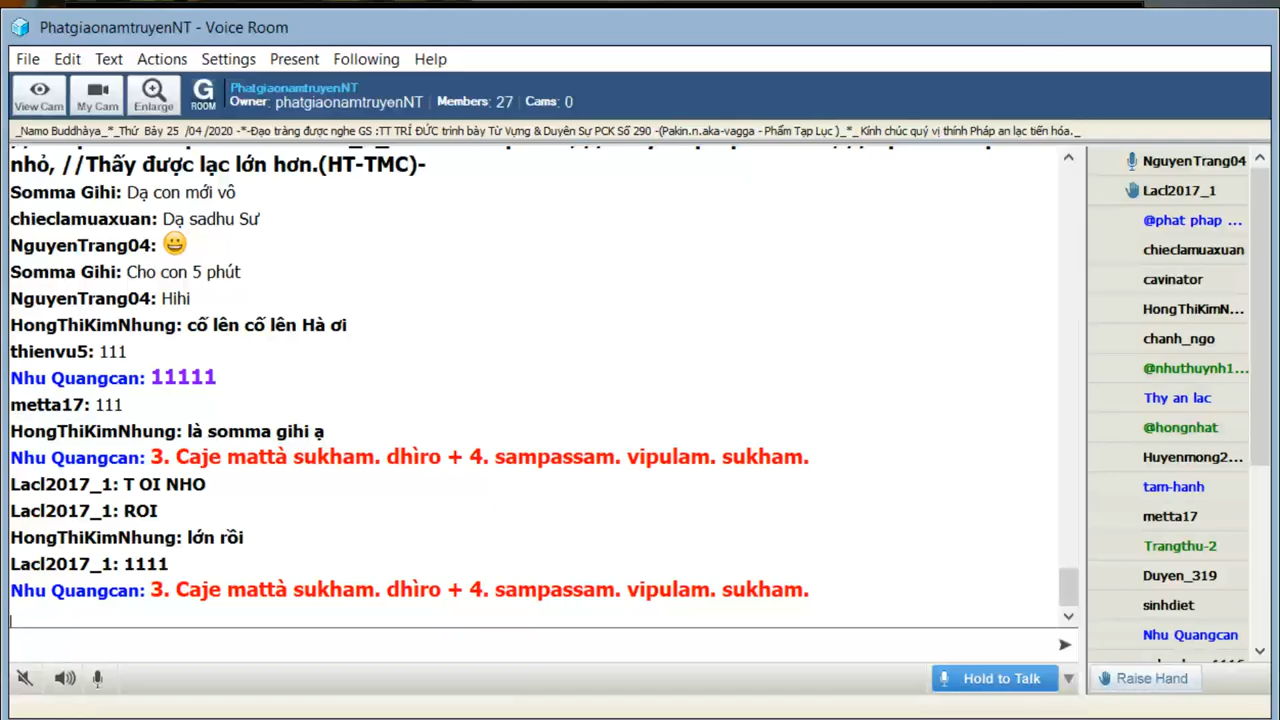 PhatgiaonamtruyenNT - Voice Room
File Edit Text Actions Settings Present Following Help
View Cam My Cam Enlarge G ROOM
PhatgiaonamtruyenNT
Owner: phatgiaonamtruyenNT Members: 27 Cams: 0
_Namo Buddhàya_*_Thứ Bảy 25 /04 /2020 -*-Đạo tràng được nghe GS :TT TRÍ ĐỨC trình bày Từ Vựng & Duyên Sự PCK Số 290 -(Pakin.n.aka-vagga - Phẩm Tạp Lục )_*_ Kính chúc quý vị thính Pháp an lạc tiến hóa._
nhỏ, //Thấy được lạc lớn hơn.(HT-TMC)-
Somma Gihi: Dạ con mới vô
chieclamuaxuan: Dạ sadhu Sư
NguyenTrang04:
Somma Gihi: Cho con 5 phút
NguyenTrang04: Hihi
HongThiKimNhung: cố lên cố lên Hà ơi
thienvu5: 111
Nhu Quangcan: 11111
metta17: 111
HongThiKimNhung: là somma gihi ạ
Nhu Quangcan: 3. Caje mattà sukham. dhìro + 4. sampassam. vipulam. sukham.
Lacl2017_1: T OI NHO
Lacl2017_1: ROI
HongThiKimNhung: lớn rồi
Lacl2017_1: 1111
Nhu Quangcan: 3. Caje mattà sukham. dhìro + 4. sampassam. vipulam. sukham.
NguyenTrang04
Lacl2017_1
@phat phap ...
chieclamuaxuan
cavinator
HongThiKimN...
chanh_ngo
@nhuthuynh1...
Thy an lac
@hongnhat
Huyenmong2...
tam-hanh
metta17
Trangthu-2
Duyen_319
sinhdiet
Nhu Quangcan
Hold to Talk
Raise Hand